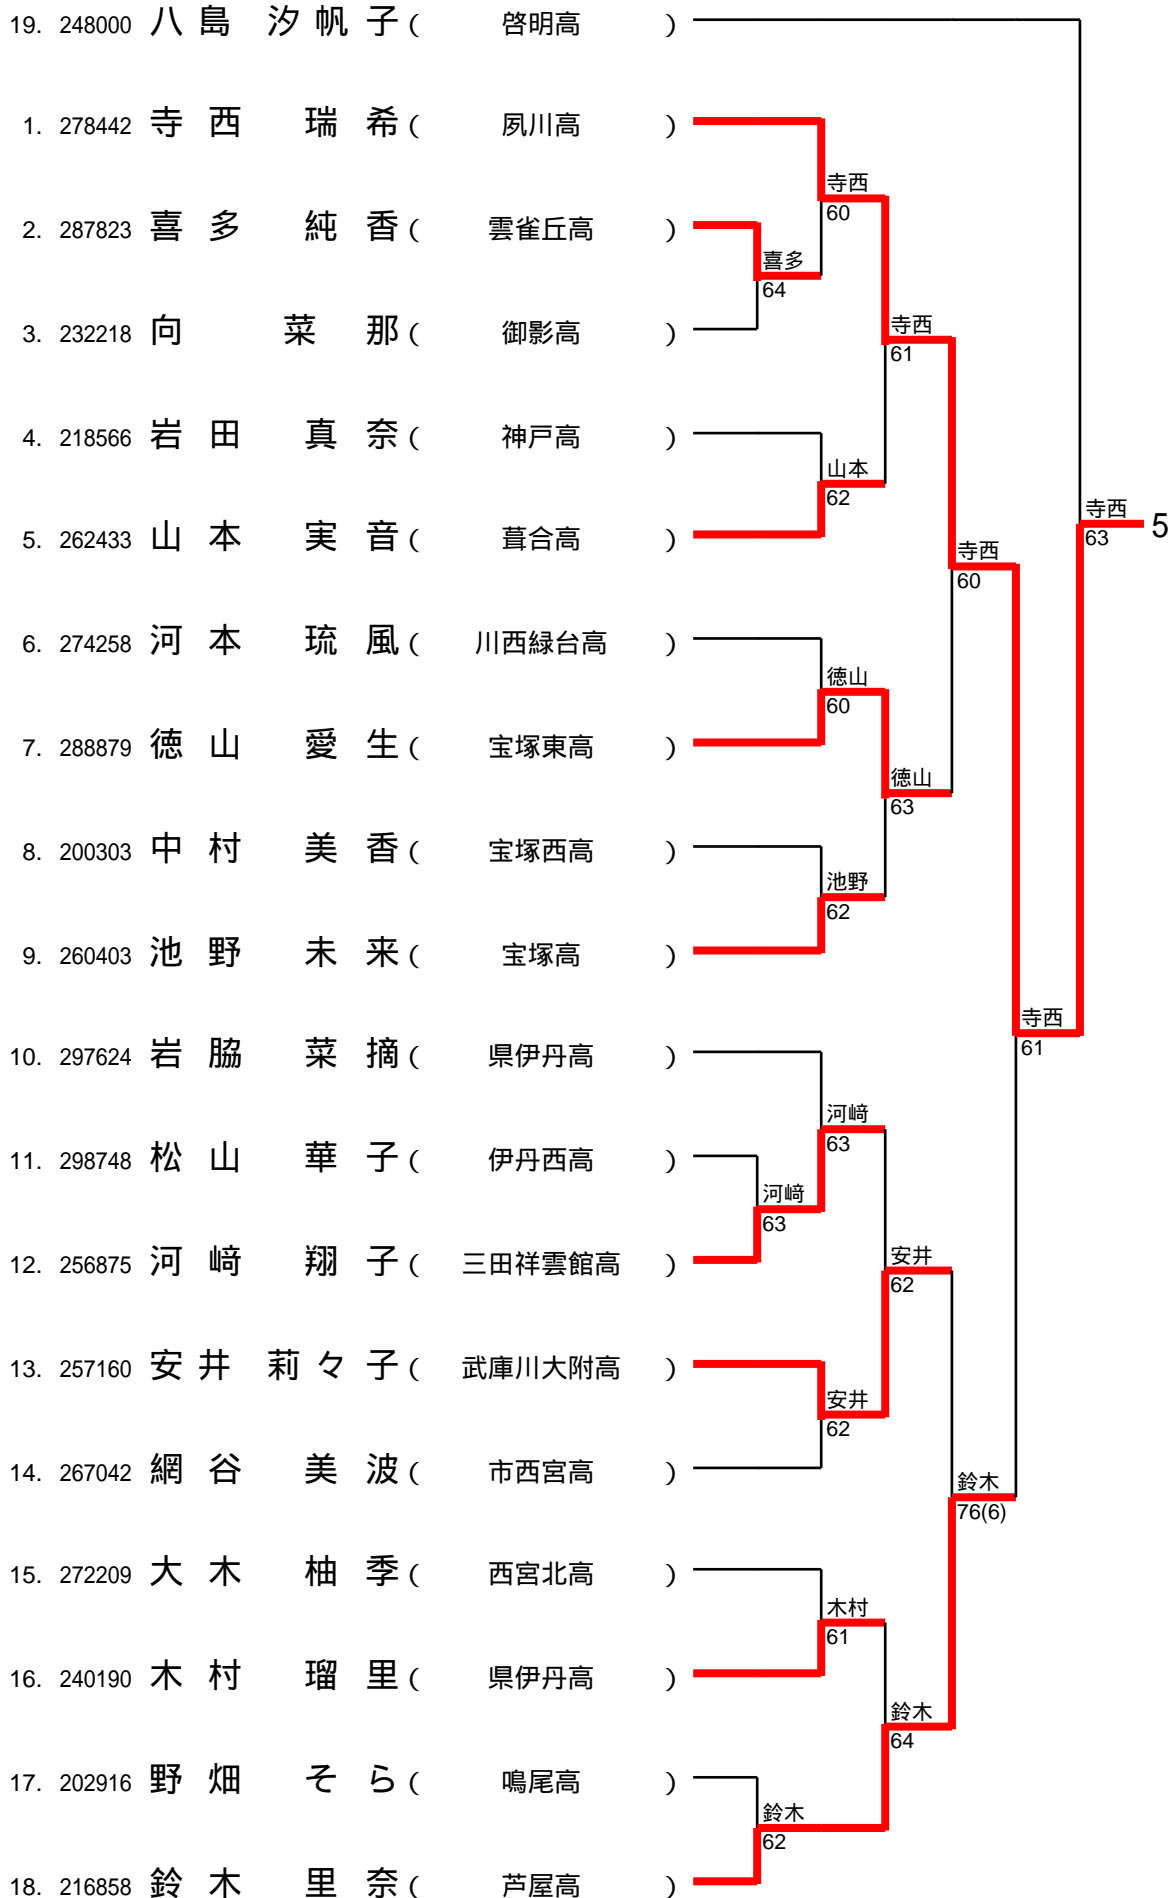 19. 248000 八島 汐帆子 ( 啓明高 )
1. 278442 寺西 瑞希 ( 夙川高 )
寺西
60
2. 287823 喜多 純香 ( 雲雀丘高 )
喜多
64
3. 232218 向 菜那 ( 御影高 )
寺西
61
4. 218566 岩田 真奈 ( 神戸高 )
山本
62
5. 262433 山本 実音 ( 葺合高 )
寺西
63
5
寺西
60
6. 274258 河本 琉風 ( 川西緑台高 )
徳山
60
7. 288879 徳山 愛生 ( 宝塚東高 )
徳山
63
8. 200303 中村 美香 ( 宝塚西高 )
池野
62
9. 260403 池野 未来 ( 宝塚高 )
寺西
61
10. 297624 岩脇 菜摘 ( 県伊丹高 )
河﨑
63
11. 298748 松山 華子 ( 伊丹西高 )
河﨑
63
12. 256875 河﨑 翔子 ( 三田祥雲館高 )
安井
62
13. 257160 安井 莉々子 ( 武庫川大附高 )
安井
62
14. 267042 網谷 美波 ( 市西宮高 )
鈴木
76(6)
15. 272209 大木 柚季 ( 西宮北高 )
木村
61
16. 240190 木村 瑠里 ( 県伊丹高 )
鈴木
64
17. 202916 野畑 そら ( 鳴尾高 )
鈴木
62
18. 216858 鈴木 里奈 ( 芦屋高 )